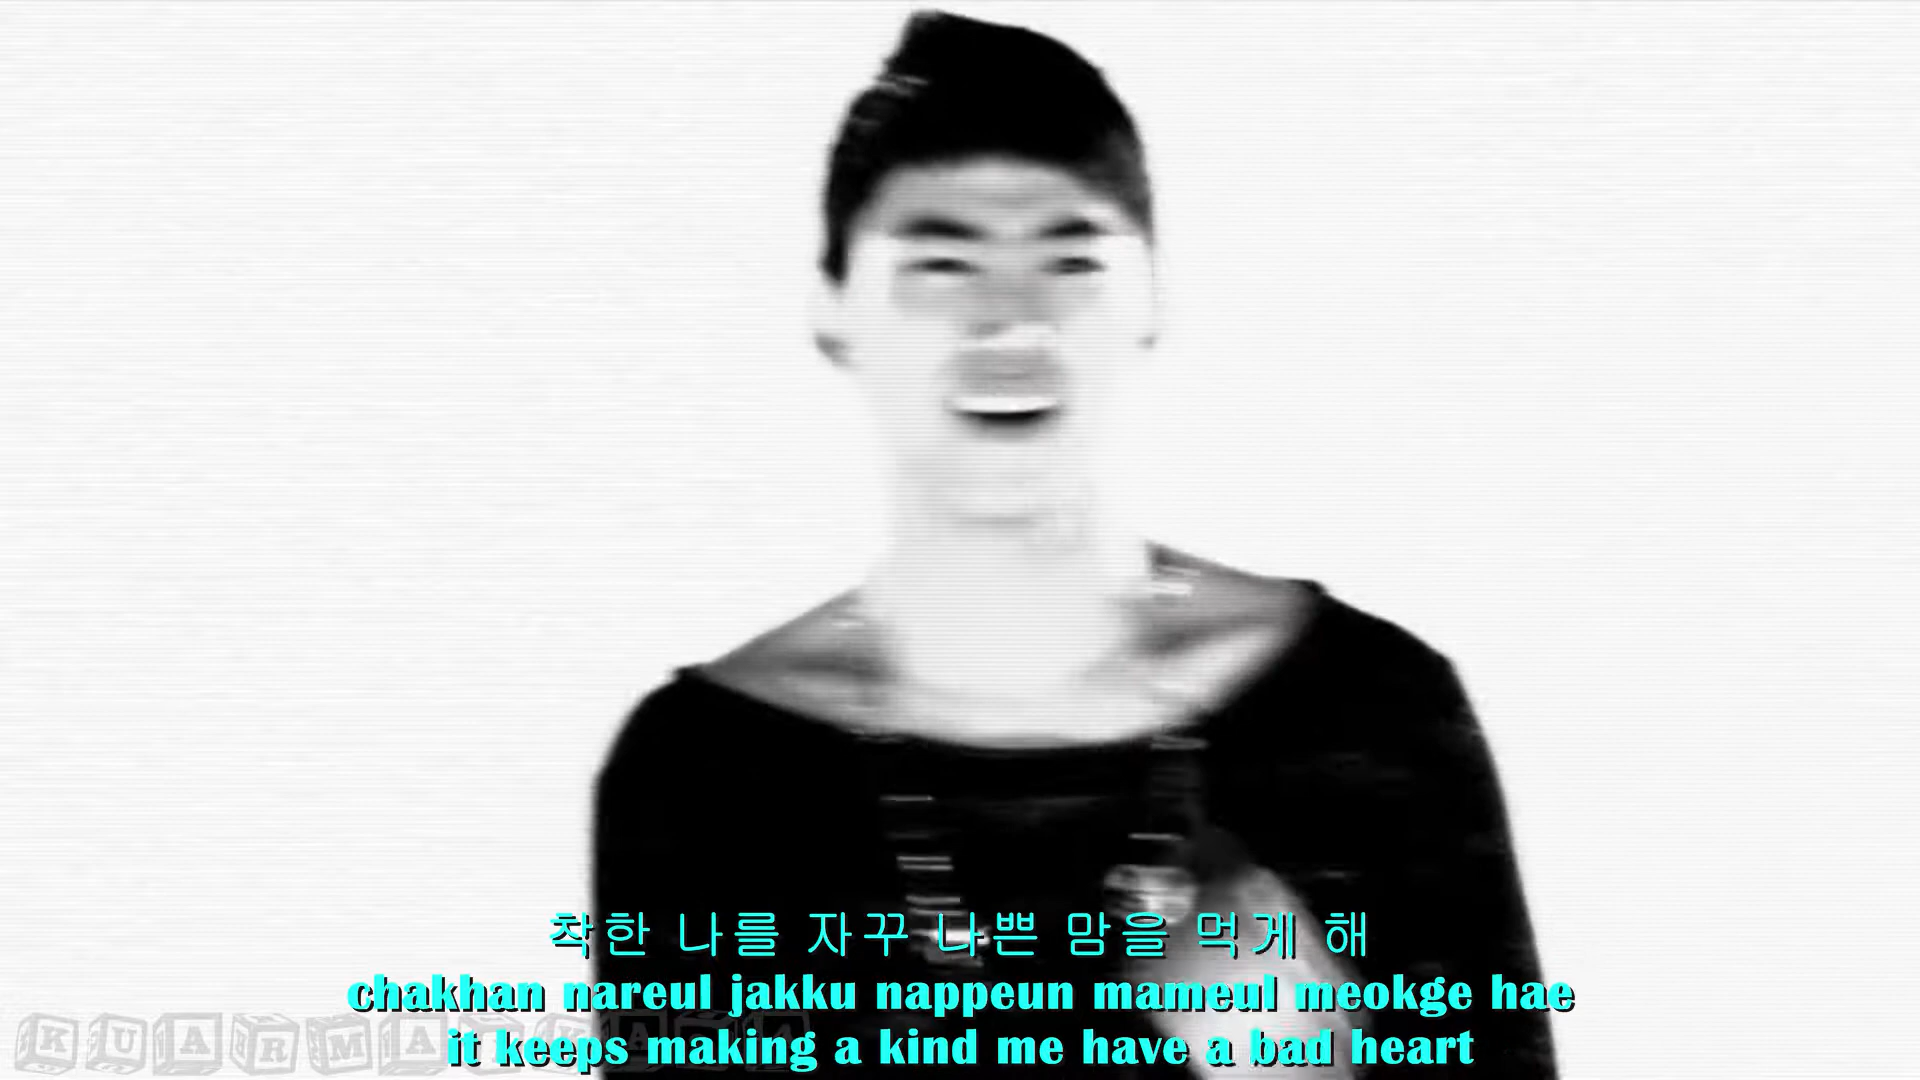 착한 나를 자꾸 나쁜 맘을 먹게 해
chakhan nareul jakku nappeun mameul meokge hae
it keeps making a kind me have a bad heart